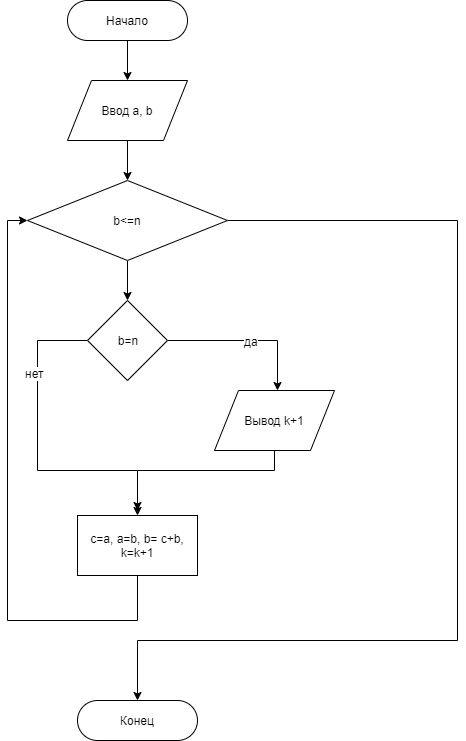 Начало
Ввод a, b
b<=n
b=n
да
нет
Вывод k+1
c=a, a=b, b= c+b,
k=k+1
Конец